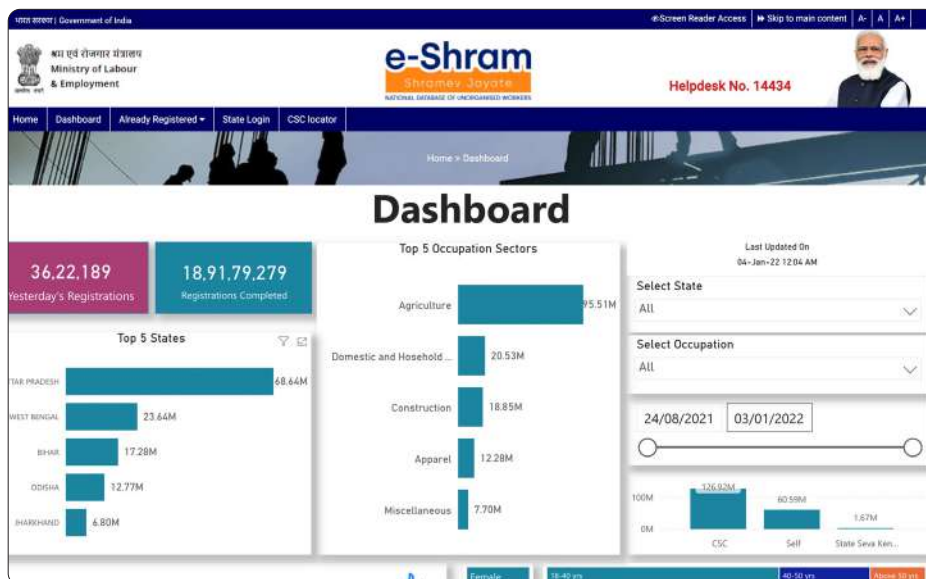 भारत सरकार | Government of India
Screen Reader Access
Skip to main content
A-
A
A+
श्रम एवं रोजगार मंत्रालय
Ministry of Labour
& Employment
e-Shram
Shramev Jayate
NATIONAL DATABASE OF UNORGANISED WORKERS
Helpdesk No. 14434
Home
Dashboard
Already Registered
State Login
CSC locator
Home » Dashboard
Dashboard
36,22,189
Yesterday's Registrations
18,91,79,279
Registrations Completed
Top 5 States
TAR PRADESH
68.64M
WEST BENGAL
23.64M
BIHAR
17.28M
ODISHA
12.77M
JHARKHAND
6.80M
Top 5 Occupation Sectors
Agriculture
95.51M
Domestic and Hosehold ...
20.53M
Construction
18.85M
Apparel
12.28M
Miscellaneous
7.70M
Last Updated On
04-Jan-22 12:04 AM
Select State
All
Select Occupation
All
24/08/2021
03/01/2022
100M
0M
126.92M
60.59M
1.67M
CSC
Self
State Seva Ken...
Female
18-40 yrs
40-50 yrs
Above 50 yrs